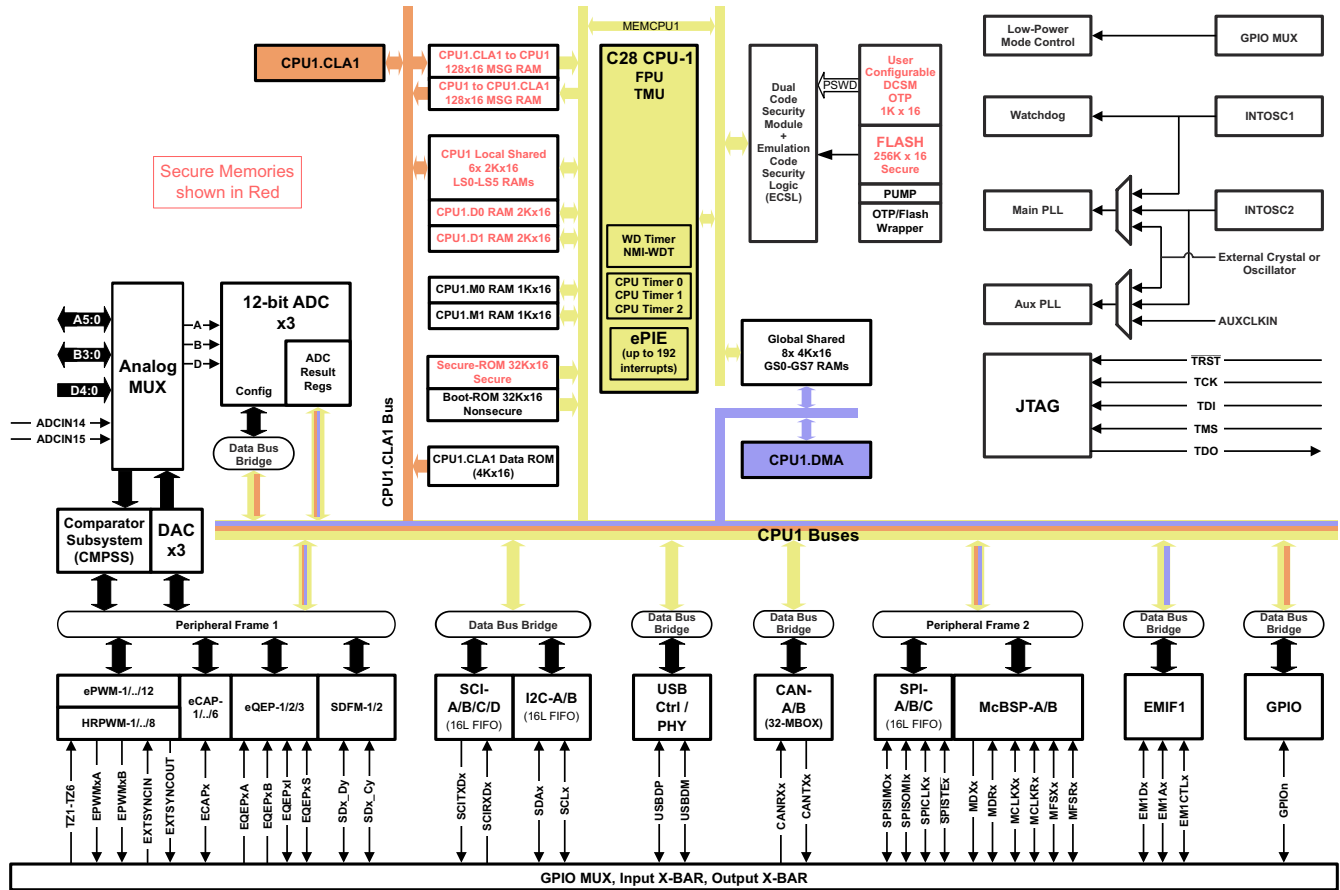 MEMCPU1
CPU1.CLA1
CPU1.CLA1 to CPU1
128x16 MSG RAM
CPU1 to CPU1.CLA1
128x16 MSG RAM
C28 CPU-1
FPU
TMU
Dual
Code
Security
Module
+
Emulation
Code
Security
Logic
(ECSL)
PSWD
User
Configurable
DCSM
OTP
1K x 16
FLASH
256K x 16
Secure
PUMP
OTP/Flash
Wrapper
Low-Power
Mode Control
GPIO MUX
Watchdog
INTOSC1
Main PLL
INTOSC2
External Crystal or
Oscillator
Aux PLL
AUXCLKIN
Secure Memories
shown in Red
CPU1 Local Shared
6x 2Kx16
LS0-LS5 RAMs
CPU1.D0 RAM 2Kx16
CPU1.D1 RAM 2Kx16
WD Timer
NMI-WDT
CPU1.M0 RAM 1Kx16
CPU1.M1 RAM 1Kx16
CPU Timer 0
CPU Timer 1
CPU Timer 2
ePIE
(up to 192
interrupts)
Secure-ROM 32Kx16
Secure
Boot-ROM 32Kx16
Nonsecure
CPU1.CLA1 Data ROM
(4Kx16)
CPU1.CLA1 Bus
Global Shared
8x 4Kx16
GS0-GS7 RAMs
CPU1.DMA
JTAG
TRST
TCK
TDI
TMS
TDO
A5:0
B3:0
D4:0
ADCIN14
ADCIN15
Analog
MUX
A
B
D
12-bit ADC
x3
Config
ADC
Result
Regs
Data Bus
Bridge
Comparator
Subsystem
(CMPSS)
DAC
x3
CPU1 Buses
Peripheral Frame 1
Data Bus Bridge
Data Bus
Bridge
Data Bus
Bridge
Peripheral Frame 2
Data Bus
Bridge
Data Bus
Bridge
ePWM-1/../12
HRPWM-1/../8
eCAP-
1/../6
eQEP-1/2/3
SDFM-1/2
SCI-
A/B/C/D
(16L FIFO)
I2C-A/B
(16L FIFO)
USB
Ctrl /
PHY
CAN-
A/B
(32-MBOX)
SPI-
A/B/C
(16L FIFO)
McBSP-A/B
EMIF1
GPIO
TZ1-TZ6
EPWMxA
EPWMxB
EXTSYNCIN
EXTSYNCOUT
ECAPx
EQEPxA
EQEPxB
EQEPxI
EQEPxS
SDx_Dy
SDx_Cy
SCITXDx
SCIRXDx
SDAx
SCLx
USBDP
USBDM
CANRXx
CANTXx
SPISIMOx
SPISOMIx
SPICLKx
SPISTEx
MDXx
MDRx
MCLKXx
MCLKRx
MFSXx
MFSRx
EM1Dx
EM1Ax
EM1CTLx
GPIOn
GPIO MUX, Input X-BAR, Output X-BAR